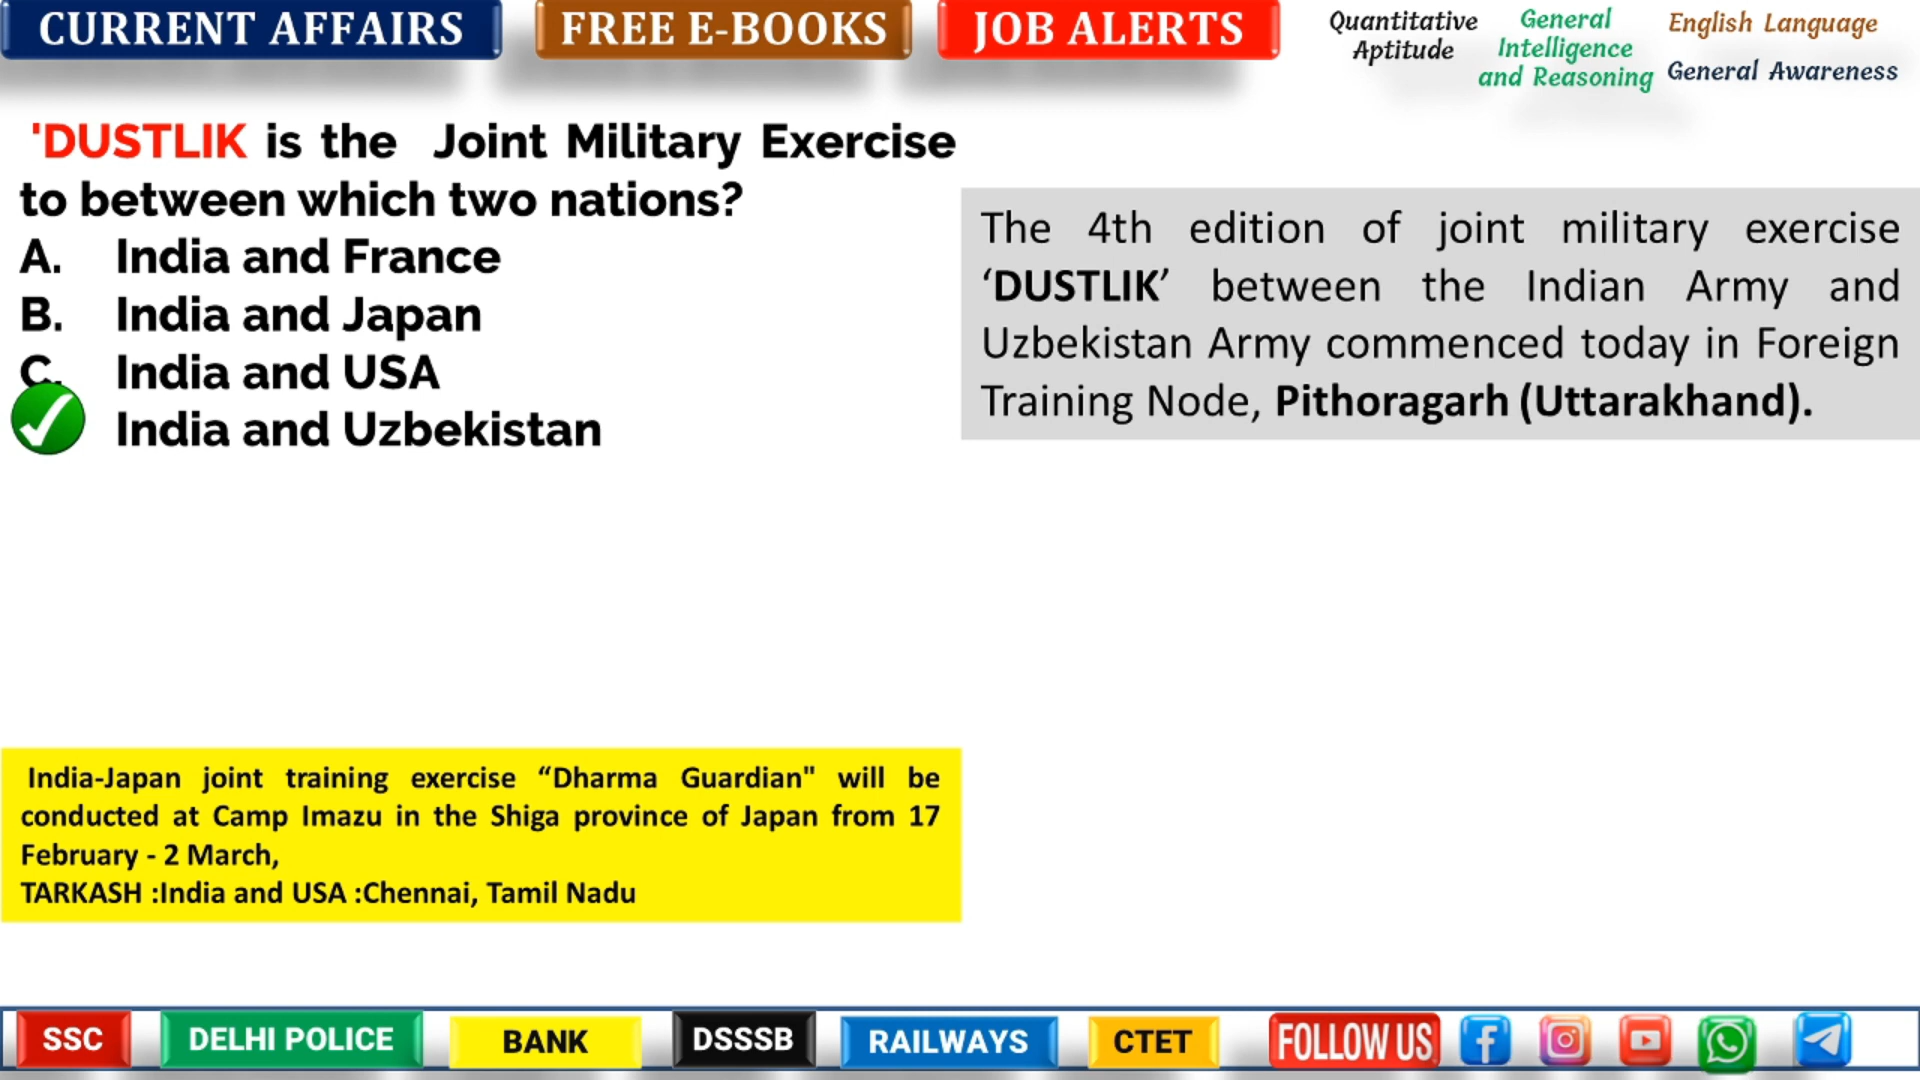 CURRENT AFFAIRS
FREE E-BOOKS
JOB ALERTS
Quantitative
Aptitude
General
Intelligence
and Reasoning
English Language
General Awareness
'DUSTLIK is the Joint Military Exercise
to between which two nations?
A. India and France
B. India and Japan
C. India and USA
India and Uzbekistan
The 4th edition of joint military exercise
‘DUSTLIK’ between the Indian Army and
Uzbekistan Army commenced today in Foreign
Training Node, Pithoragarh (Uttarakhand).
India-Japan joint training exercise “Dharma Guardian" will be
conducted at Camp Imazu in the Shiga province of Japan from 17
February - 2 March,
TARKASH :India and USA :Chennai, Tamil Nadu
SSC
DELHI POLICE
BANK
DSSSB
RAILWAYS
CTET
FOLLOW US